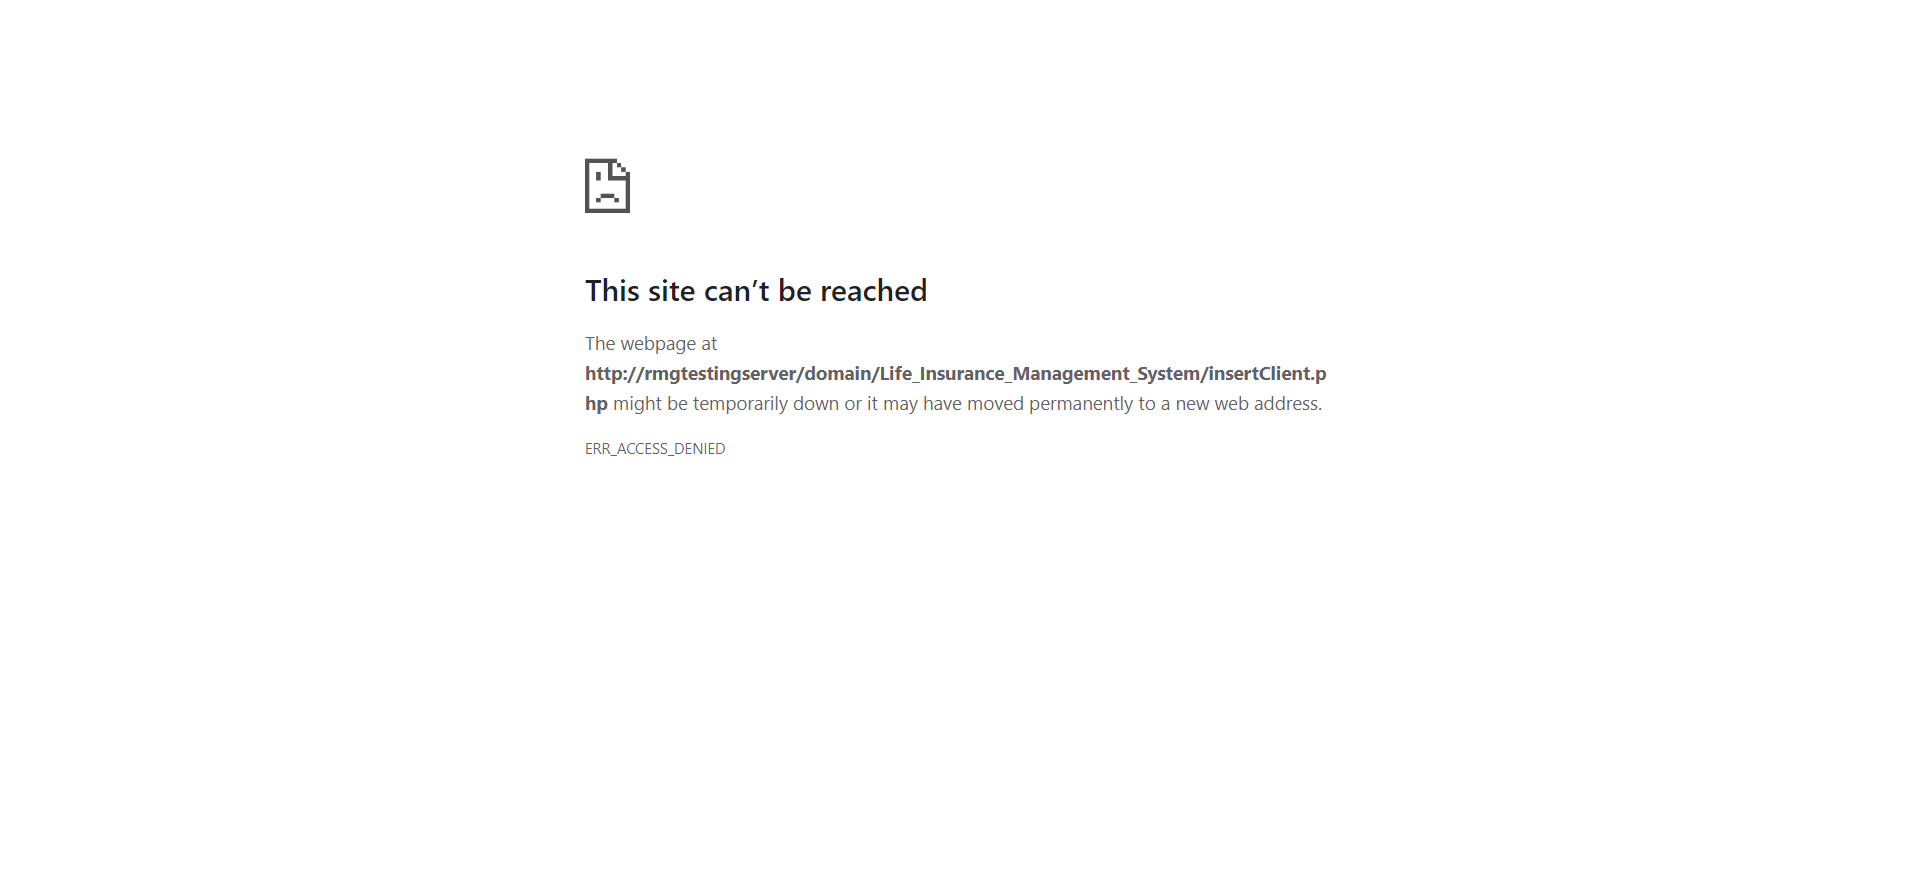 This site can’t be reached
The webpage at
http://rmgtestingserver/domain/Life_Insurance_Management_System/insertClient.p
hp might be temporarily down or it may have moved permanently to a new web address.
ERR_ACCESS_DENIED